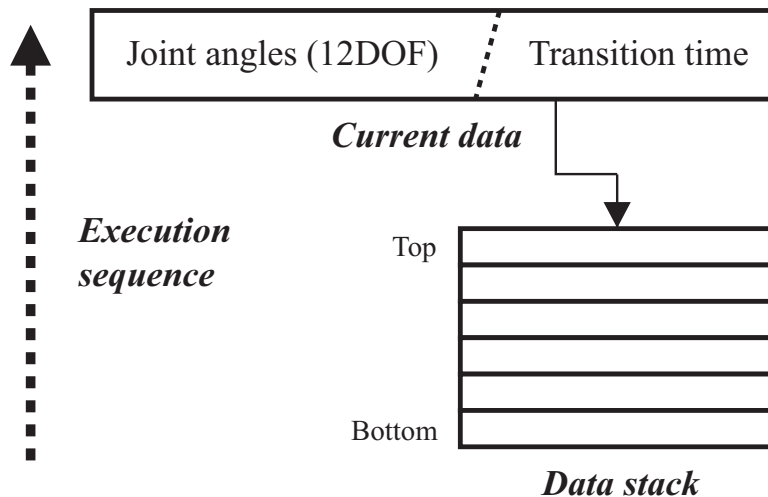 Joint angles (12DOF)
Transition time
Current data
Execution
sequence
Top
Bottom
Data stack